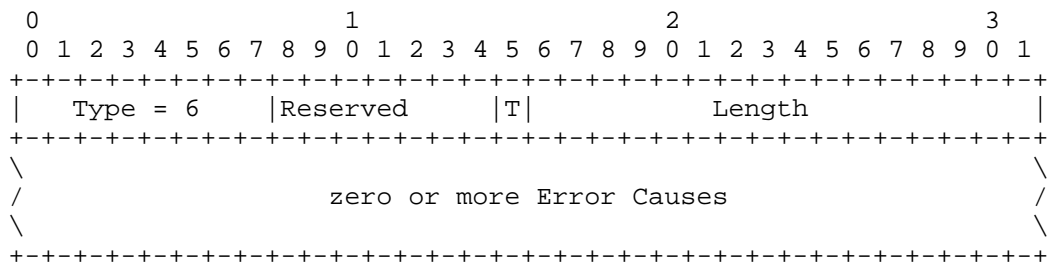 0                   1                   2                   3
 0 1 2 3 4 5 6 7 8 9 0 1 2 3 4 5 6 7 8 9 0 1 2 3 4 5 6 7 8 9 0 1
+-+-+-+-+-+-+-+-+-+-+-+-+-+-+-+-+-+-+-+-+-+-+-+-+-+-+-+-+-+-+-+-+
|   Type = 6    |Reserved     |T|           Length              |
+-+-+-+-+-+-+-+-+-+-+-+-+-+-+-+-+-+-+-+-+-+-+-+-+-+-+-+-+-+-+-+-+
\                                                               \
/                   zero or more Error Causes                   /
\                                                               \
+-+-+-+-+-+-+-+-+-+-+-+-+-+-+-+-+-+-+-+-+-+-+-+-+-+-+-+-+-+-+-+-+